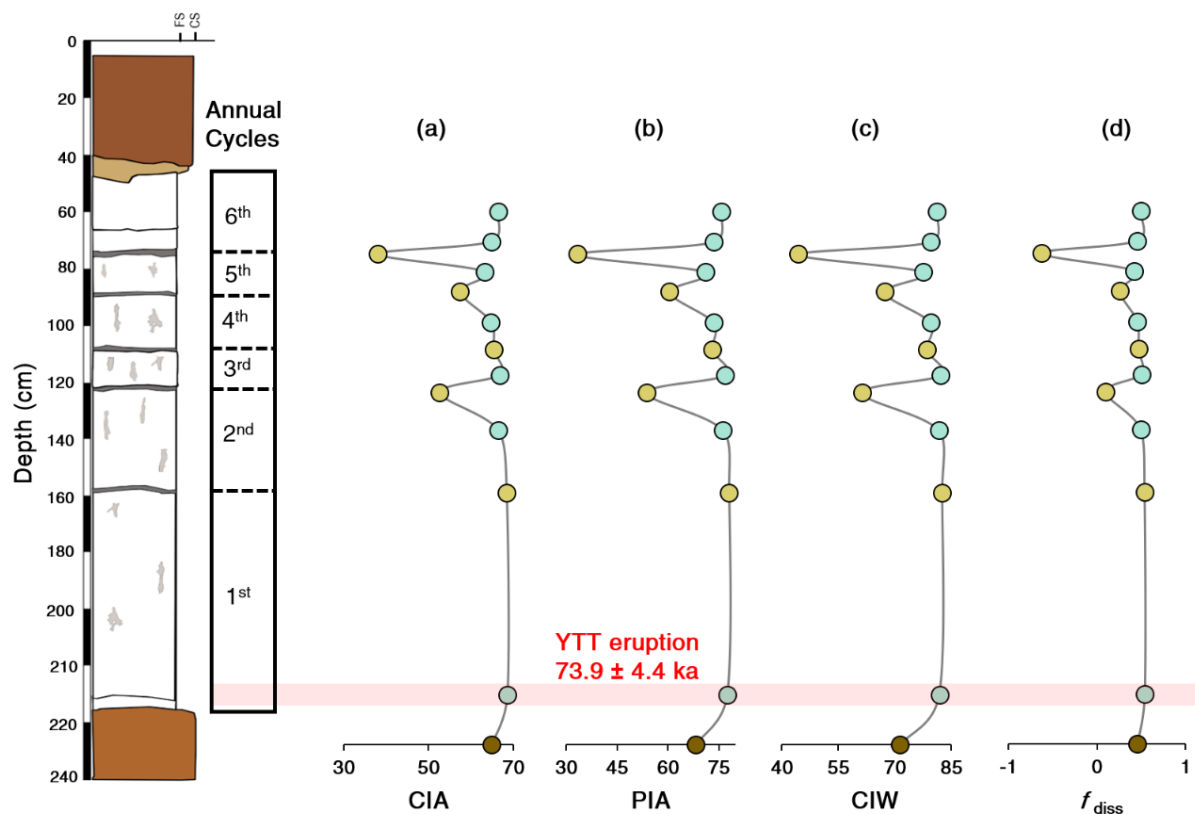 FS CS
Annual
Cycles
(a) (b) (c) (d)
Depth (cm)
0
20
40
60
80
100
120
140
160
180
200
210
220
240
6th
5th
4th
3rd
2nd
1st
YTT eruption
73.9 ± 4.4 ka
30 50 70
30 45 60 75
40 55 70 85
-1 0 1
CIA PIA CIW f diss